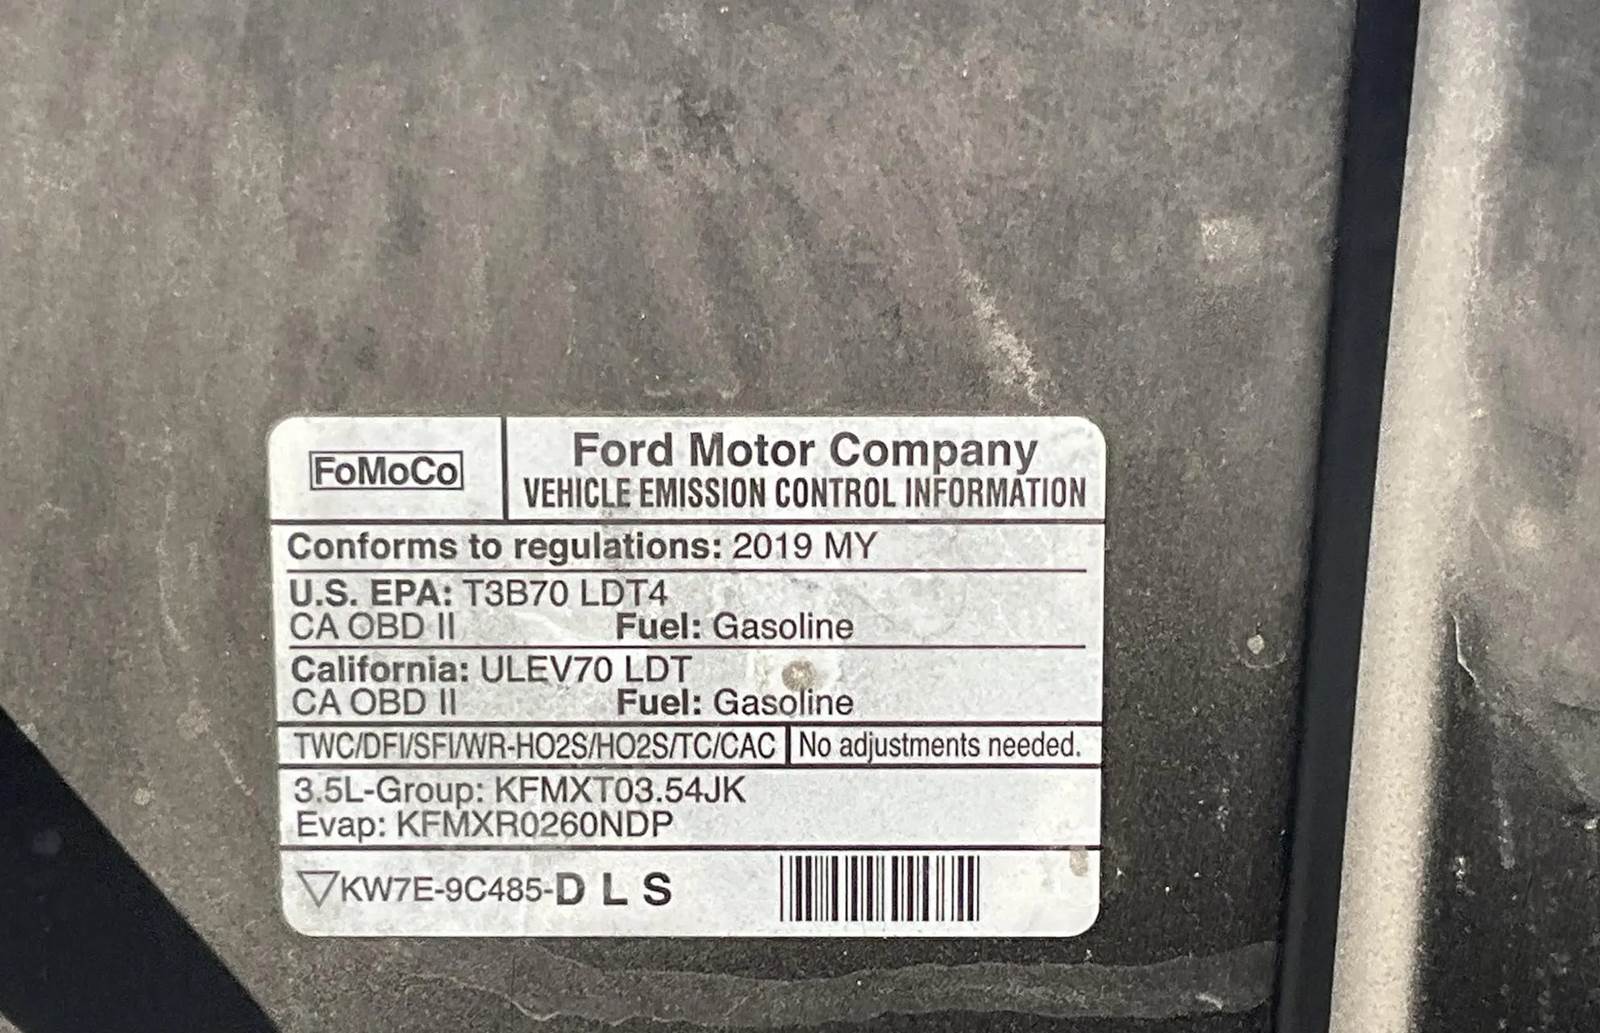 FoMoCo
Ford Motor Company
VEHICLE EMISSION CONTROL INFORMATION
Conforms to regulations: 2019 MY
U.S. EPA: T3B70 LDT4
CA OBD II Fuel: Gasoline
California: ULEV70 LDT
CA OBD II Fuel: Gasoline
TWC/DFI/SFI/WR-HO2S/HO2S/TC/CAC No adjustments needed.
3.5L-Group: KFMXT03.54JK
Evap: KFMXR0260NDP
▽KW7E-9C485-D L S